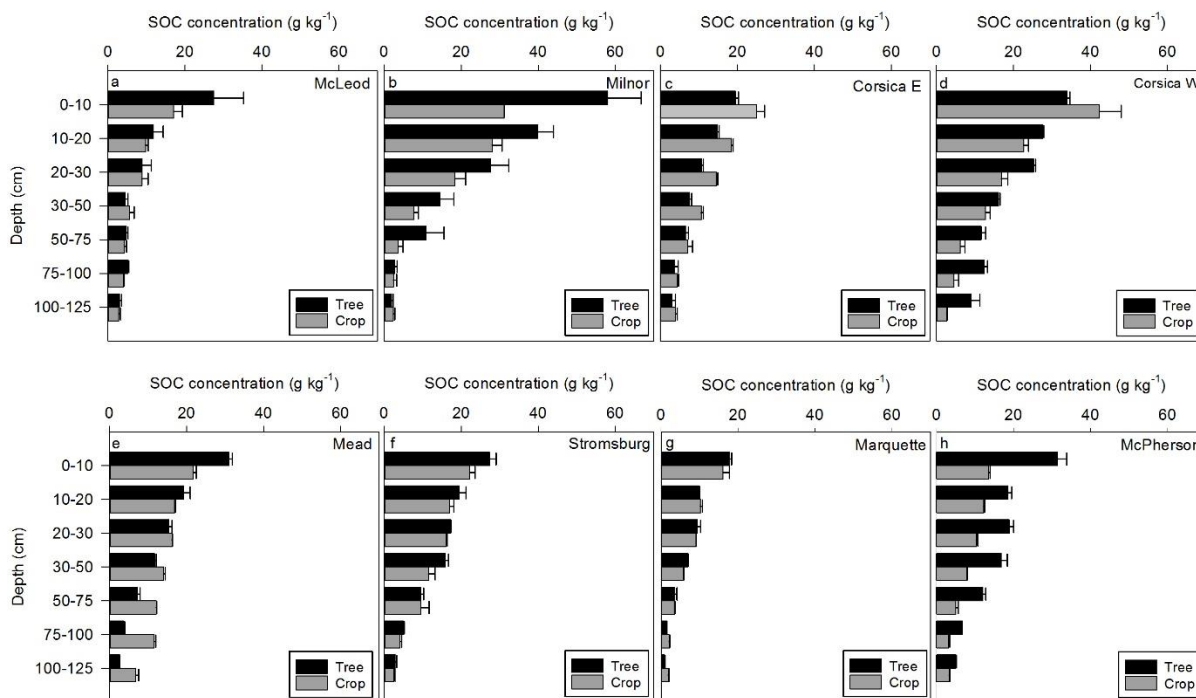 SOC concentration (g kg⁻¹) SOC concentration (g kg⁻¹) SOC concentration (g kg⁻¹) SOC concentration (g kg⁻¹)
0 20 40 60 0 20 40 60 0 20 40 60 0 20 40 60
a McLeod b Milnor c Corsica E d Corsica W
0-10
10-20
20-30
30-50
50-75
75-100
100-125
Depth (cm)
Tree Tree Tree Tree
Crop Crop Crop Crop
SOC concentration (g kg⁻¹) SOC concentration (g kg⁻¹) SOC concentration (g kg⁻¹) SOC concentration (g kg⁻¹)
0 20 40 60 0 20 40 60 0 20 40 60 0 20 40 60
e Mead f Stromsburg g Marquette h McPherson
0-10
10-20
20-30
30-50
50-75
75-100
100-125
Depth (cm)
Tree Tree Tree Tree
Crop Crop Crop Crop